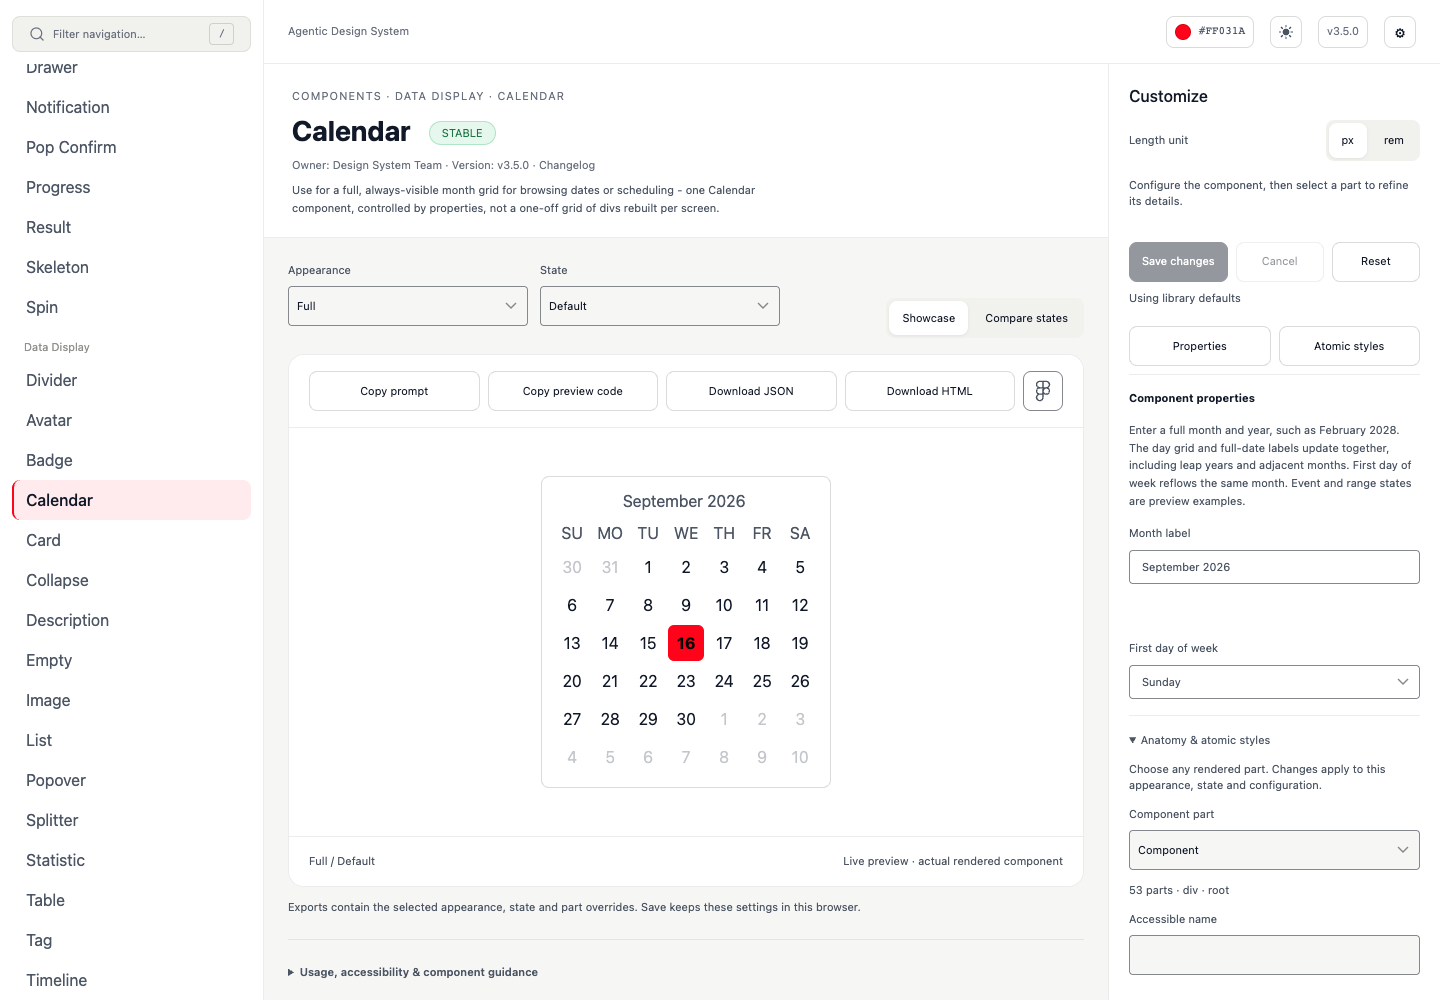 Filter navigation...
/
Drawer
Notification
Pop Confirm
Progress
Result
Skeleton
Spin
Data Display
Divider
Avatar
Badge
Calendar
Card
Collapse
Description
Empty
Image
List
Popover
Splitter
Statistic
Table
Tag
Timeline
Agentic Design System
#FF031A
v3.5.0
COMPONENTS · DATA DISPLAY · CALENDAR
Calendar
STABLE
Owner: Design System Team · Version: v3.5.0 · Changelog
Use for a full, always-visible month grid for browsing dates or scheduling - one Calendar
component, controlled by properties, not a one-off grid of divs rebuilt per screen.
Appearance
State
Full
Default
Showcase
Compare states
Copy prompt
Copy preview code
Download JSON
Download HTML
September 2026
SU MO TU WE TH FR SA
30 31 1 2 3 4 5
6 7 8 9 10 11 12
13 14 15 16 17 18 19
20 21 22 23 24 25 26
27 28 29 30 1 2 3
4 5 6 7 8 9 10
Full / Default
Live preview · actual rendered component
Exports contain the selected appearance, state and part overrides. Save keeps these settings in this browser.
Usage, accessibility & component guidance
Customize
Length unit
px
rem
Configure the component, then select a part to refine
its details.
Save changes
Cancel
Reset
Using library defaults
Properties
Atomic styles
Component properties
Enter a full month and year, such as February 2028.
The day grid and full-date labels update together,
including leap years and adjacent months. First day of
week reflows the same month. Event and range states
are preview examples.
Month label
September 2026
First day of week
Sunday
Anatomy & atomic styles
Choose any rendered part. Changes apply to this
appearance, state and configuration.
Component part
Component
53 parts · div · root
Accessible name